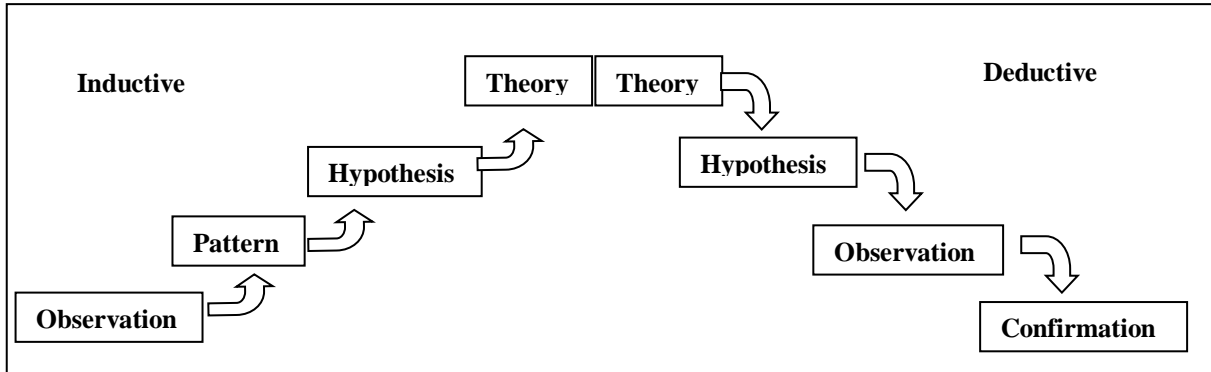 Inductive
Deductive
Theory
Theory
Hypothesis
Hypothesis
Pattern
Observation
Observation
Confirmation